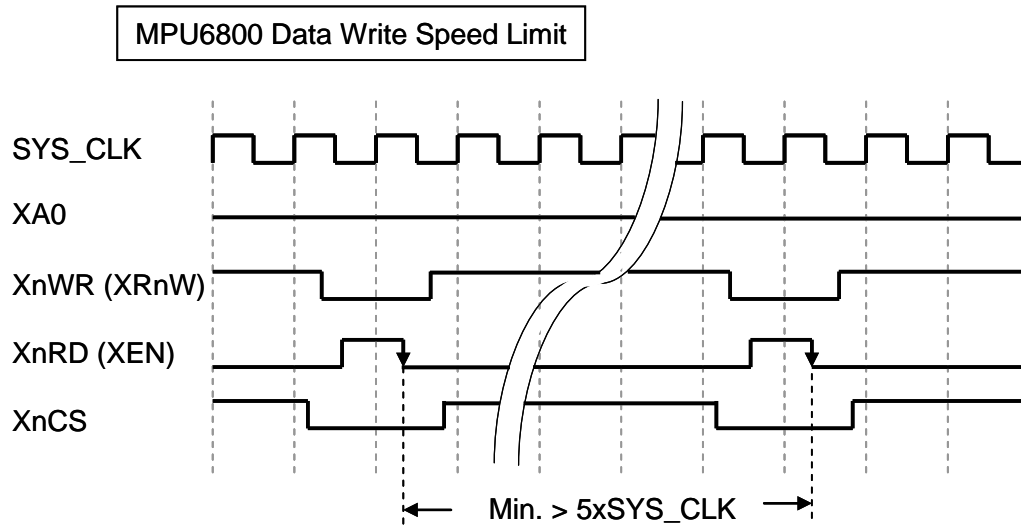 MPU6800 Data Write Speed Limit
SYS_CLK
XA0
XnWR (XRnW)
XnRD (XEN)
XnCS
Min. > 5xSYS_CLK